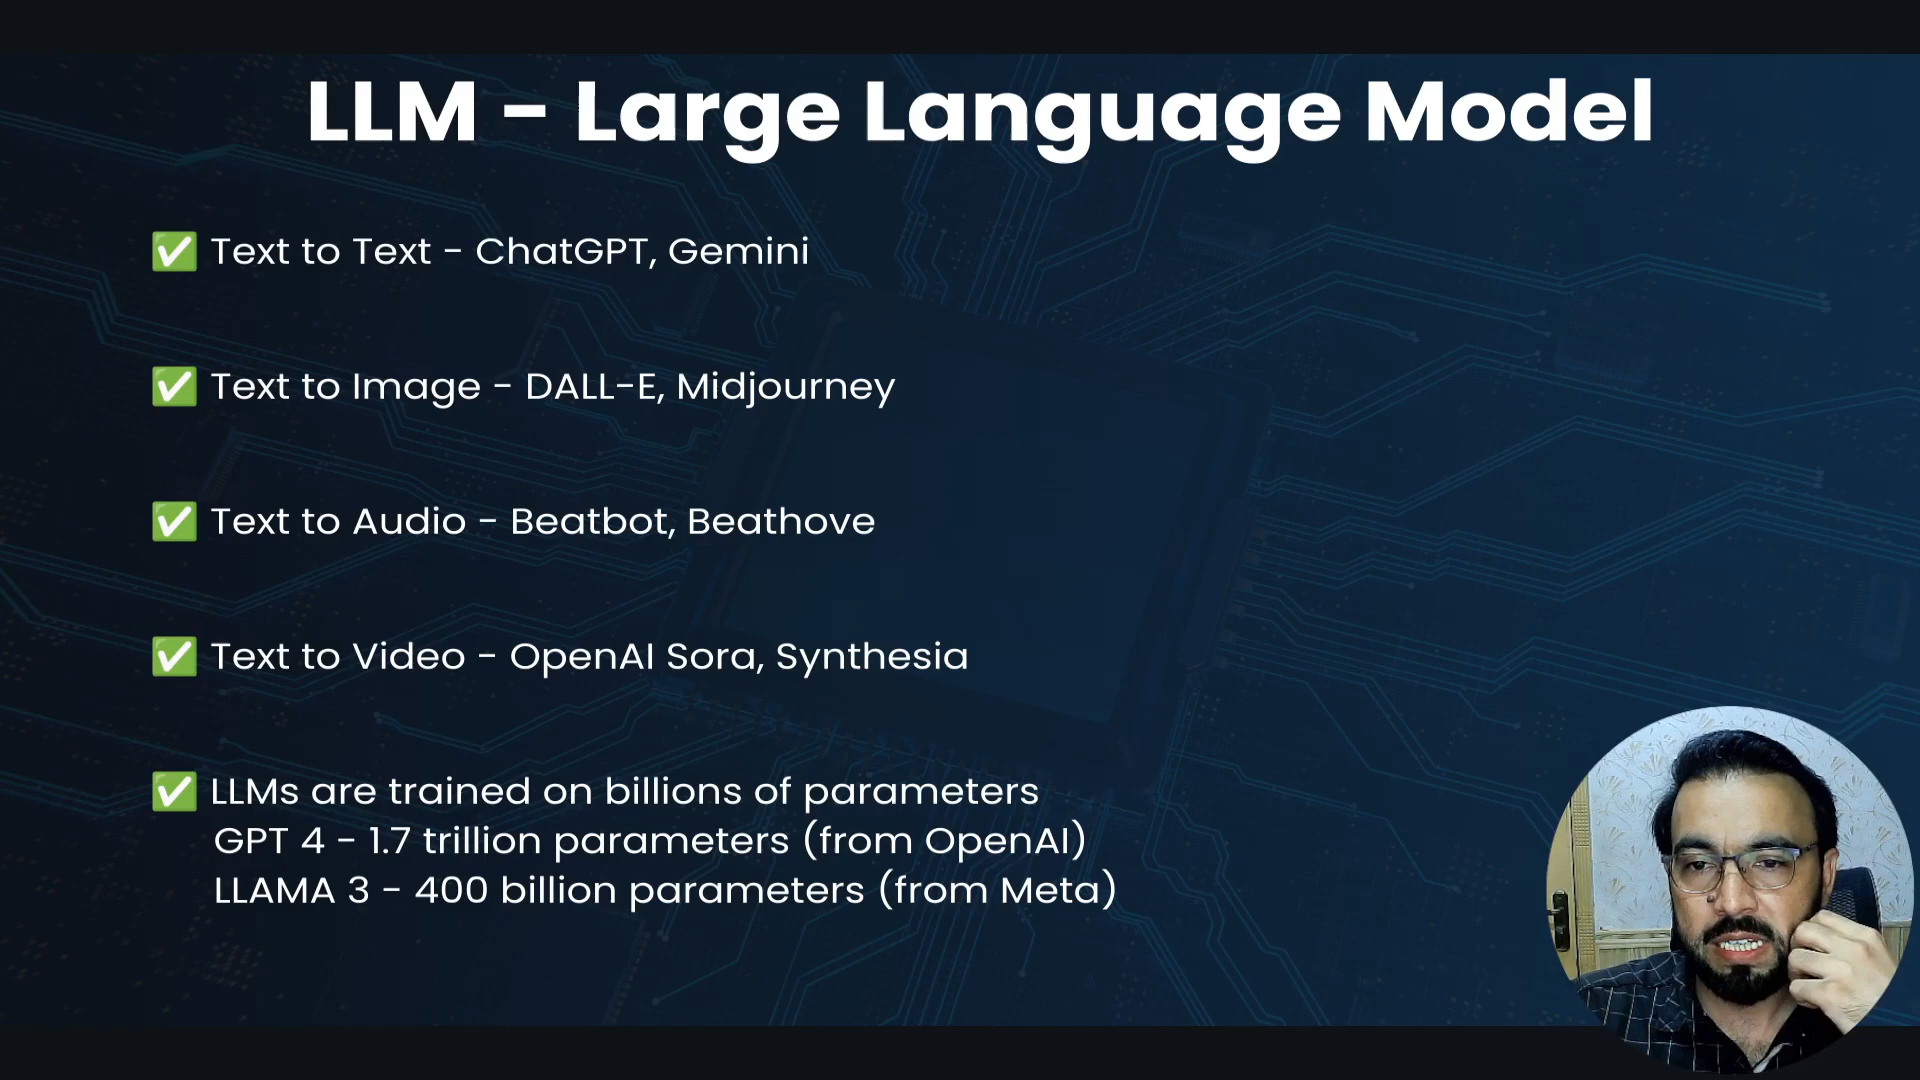 LLM - Large Language Model
✅ Text to Text - ChatGPT, Gemini
✅ Text to Image - DALL-E, Midjourney
✅ Text to Audio - Beatbot, Beathove
✅ Text to Video - OpenAI Sora, Synthesia
✅ LLMs are trained on billions of parameters
GPT 4 - 1.7 trillion parameters (from OpenAI)
LLAMA 3 - 400 billion parameters (from Meta)